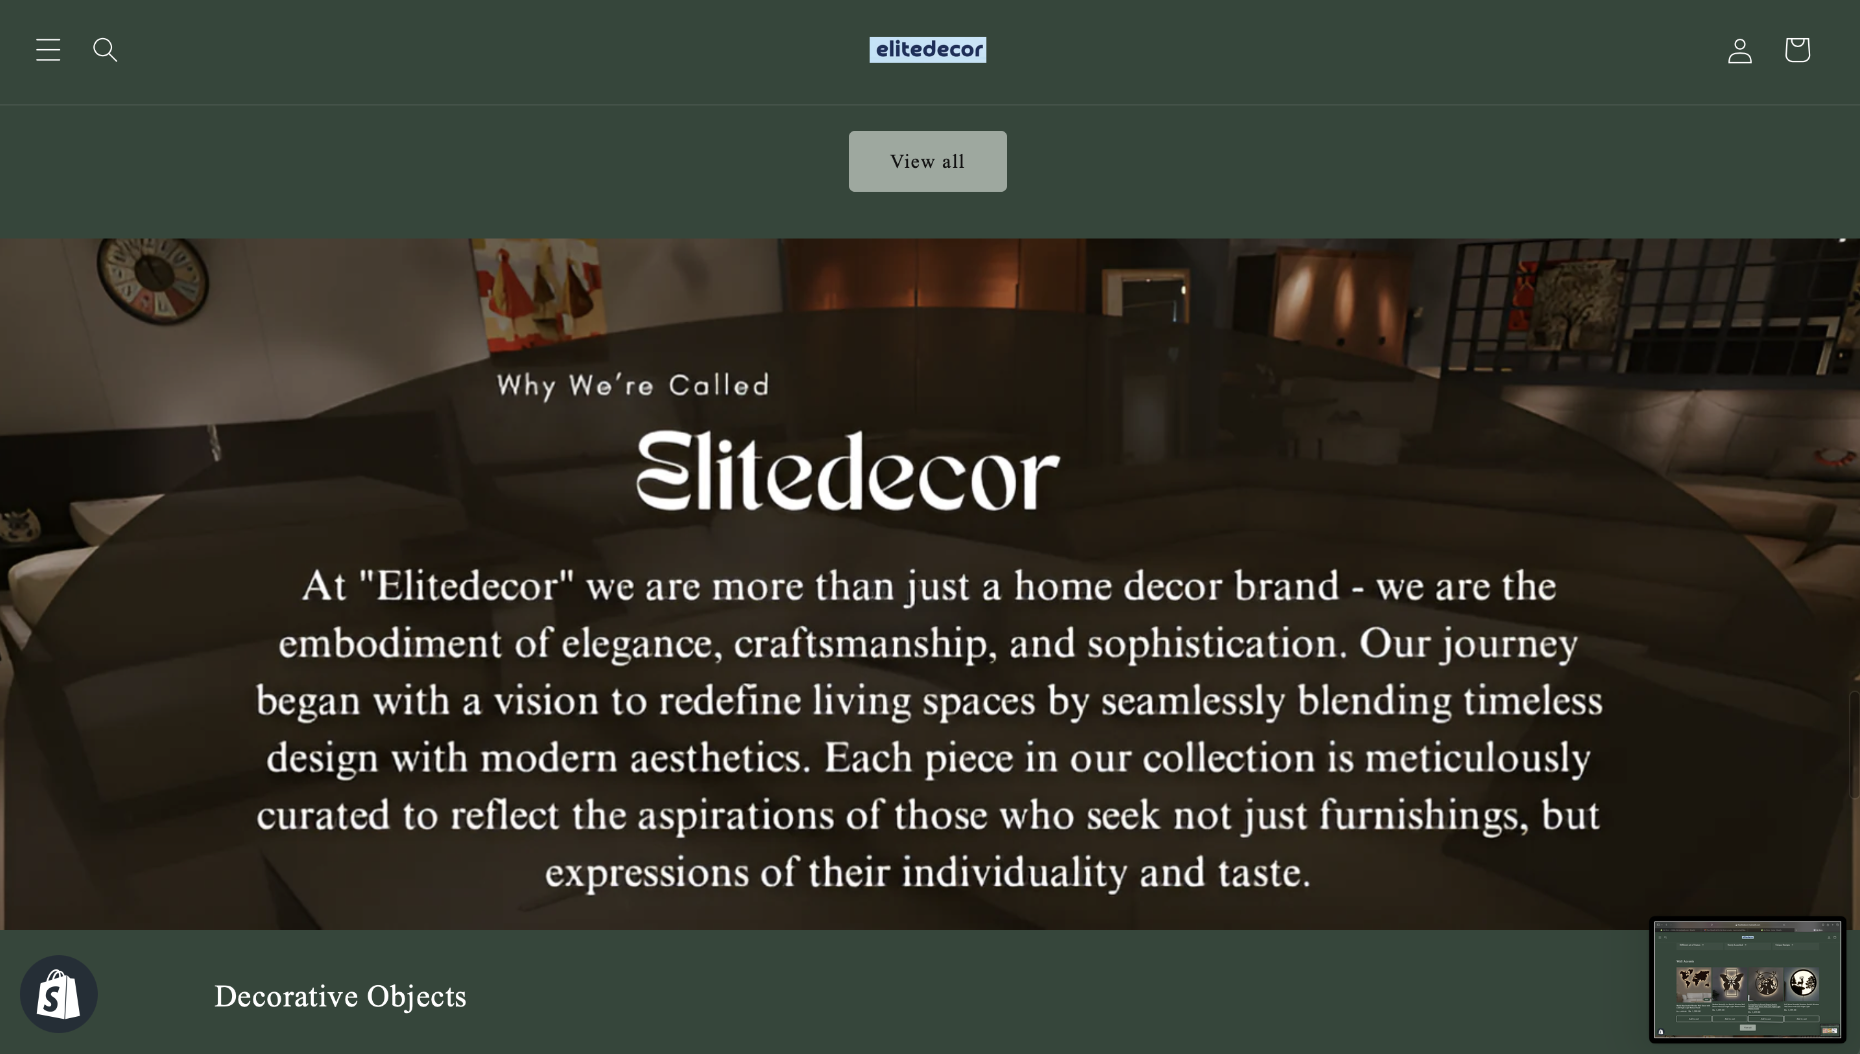 elitedecor
View all
Why We're Called
Elitedecor
At "Elitedecor" we are more than just a home decor brand - we are the
embodiment of elegance, craftsmanship, and sophistication. Our journey
began with a vision to redefine living spaces by seamlessly blending timeless
design with modern aesthetics. Each piece in our collection is meticulously
curated to reflect the aspirations of those who seek not just furnishings, but
expressions of their individuality and taste.
Decorative Objects